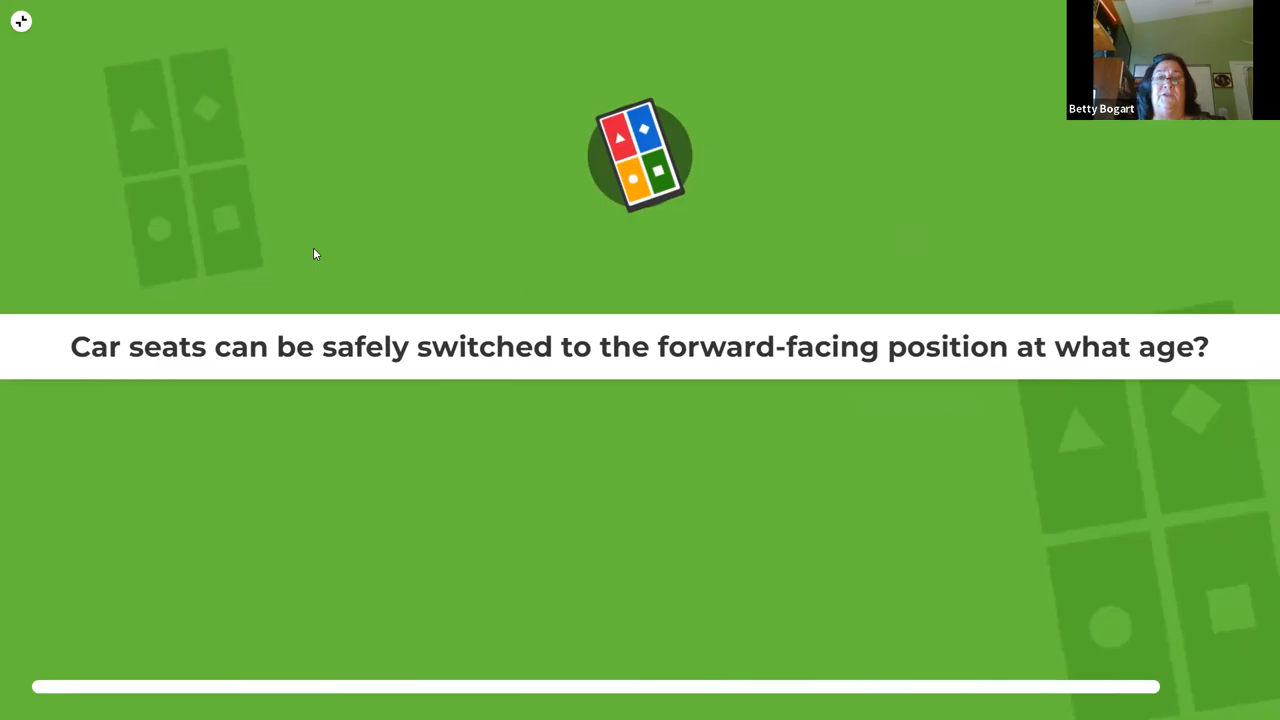 Betty Bogart
Car seats can be safely switched to the forward-facing position at what age?